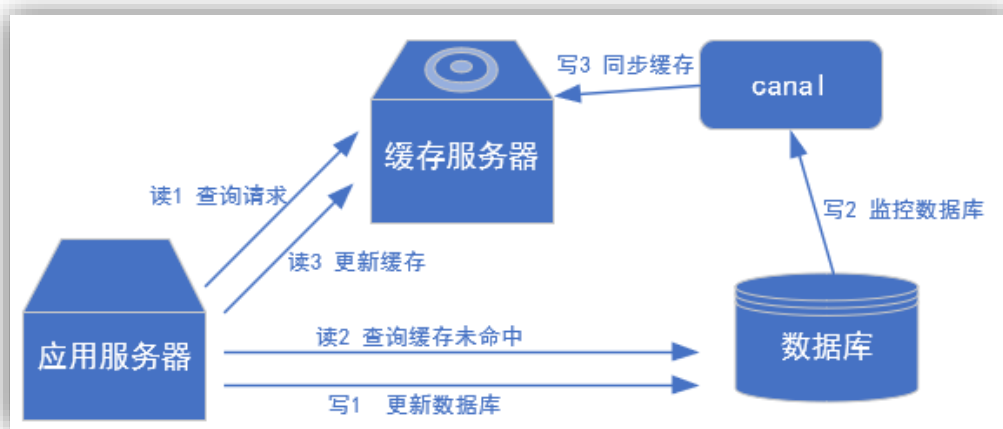 写3 同步缓存
canal
缓存服务器
读1 查询请求
写2 监控数据库
读3 更新缓存
读2 查询缓存未命中
数据库
应用服务器
写1 更新数据库